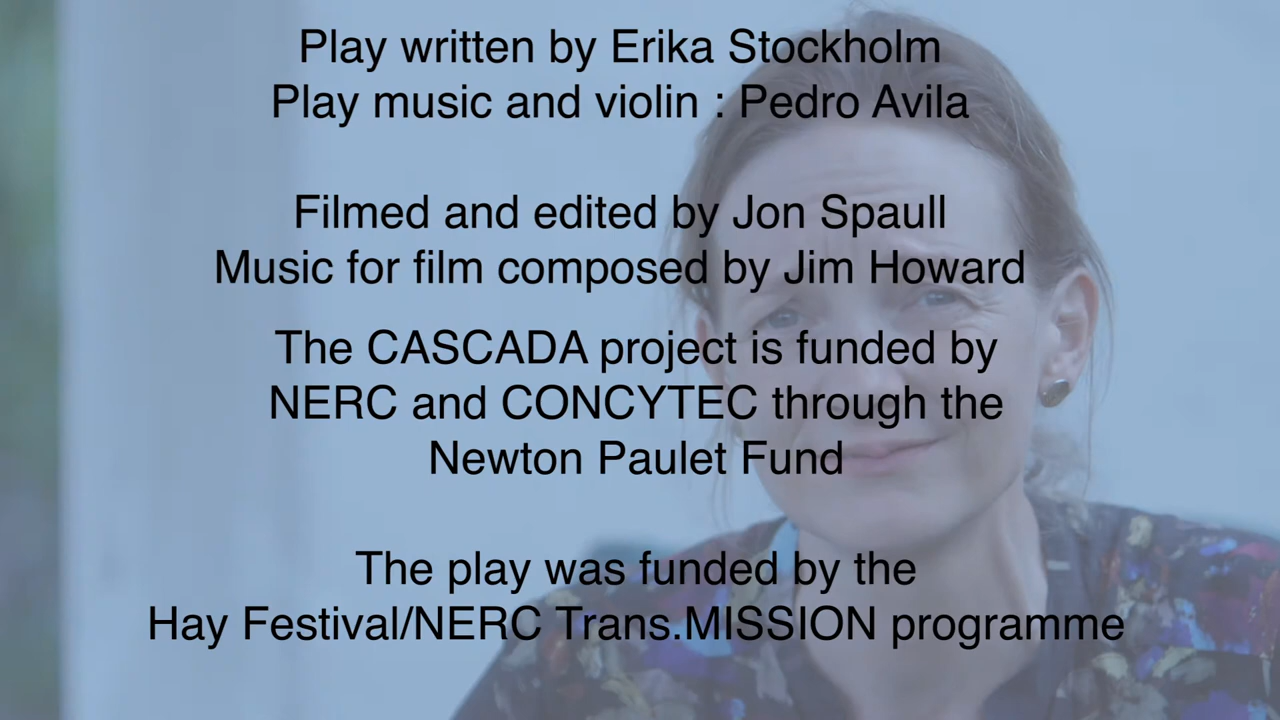 Play written by Erika Stockholm
Play music and violin : Pedro Avila
Filmed and edited by Jon Spaull
Music for film composed by Jim Howard
The CASCADA project is funded by
NERC and CONCYTEC through the
Newton Paulet Fund
The play was funded by the
Hay Festival/NERC Trans.MISSION programme